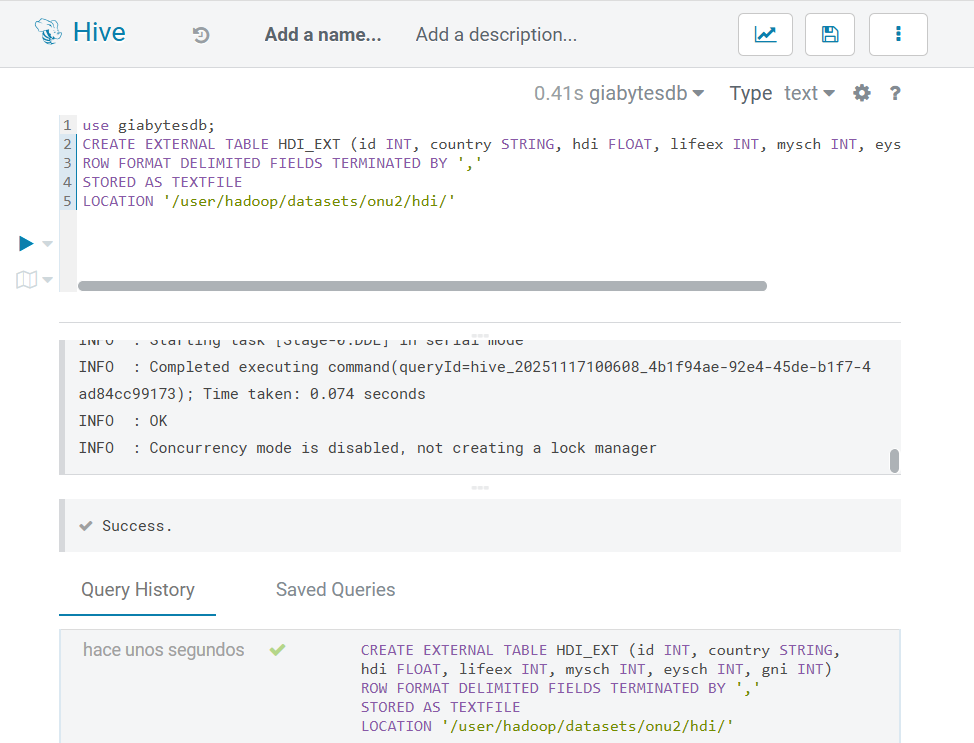 Hive
Add a name... Add a description...
0.41s giabytesdb Type text ?
1 use giabytesdb;
2 CREATE EXTERNAL TABLE HDI_EXT (id INT, country STRING, hdi FLOAT, lifeex INT, mysch INT, eys
3 ROW FORMAT DELIMITED FIELDS TERMINATED BY ','
4 STORED AS TEXTFILE
5 LOCATION '/user/hadoop/datasets/onu2/hdi/'
INFO : Starting task [Stage-0:DDL] in serial mode
INFO : Completed executing command(queryId=hive_20251117100608_4b1f94ae-92e4-45de-b1f7-4
ad84cc99173); Time taken: 0.074 seconds
INFO : OK
INFO : Concurrency mode is disabled, not creating a lock manager
Success.
Query History Saved Queries
hace unos segundos CREATE EXTERNAL TABLE HDI_EXT (id INT, country STRING,
hdi FLOAT, lifeex INT, mysch INT, eysch INT, gni INT)
ROW FORMAT DELIMITED FIELDS TERMINATED BY ','
STORED AS TEXTFILE
LOCATION '/user/hadoop/datasets/onu2/hdi/'